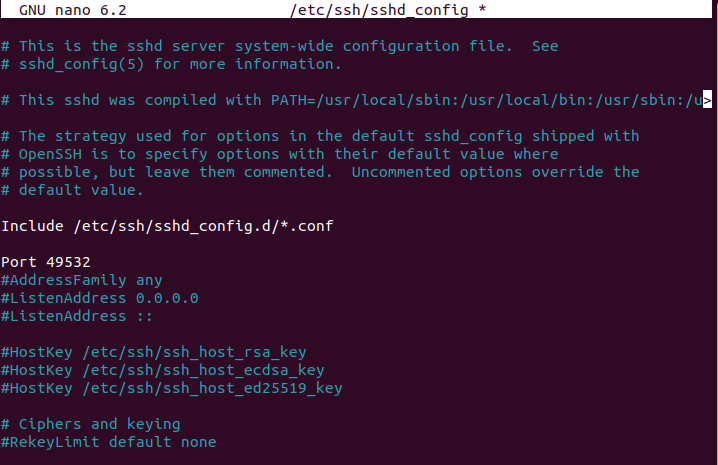 GNU nano 6.2 /etc/ssh/sshd_config *
# This is the sshd server system-wide configuration file.  See
# sshd_config(5) for more information.
# This sshd was compiled with PATH=/usr/local/sbin:/usr/local/bin:/usr/sbin:/u>
# The strategy used for options in the default sshd_config shipped with
# OpenSSH is to specify options with their default value where
# possible, but leave them commented.  Uncommented options override the
# default value.
Include /etc/ssh/sshd_config.d/*.conf
Port 49532
#AddressFamily any
#ListenAddress 0.0.0.0
#ListenAddress ::
#HostKey /etc/ssh/ssh_host_rsa_key
#HostKey /etc/ssh/ssh_host_ecdsa_key
#HostKey /etc/ssh/ssh_host_ed25519_key
# Ciphers and keying
#RekeyLimit default none